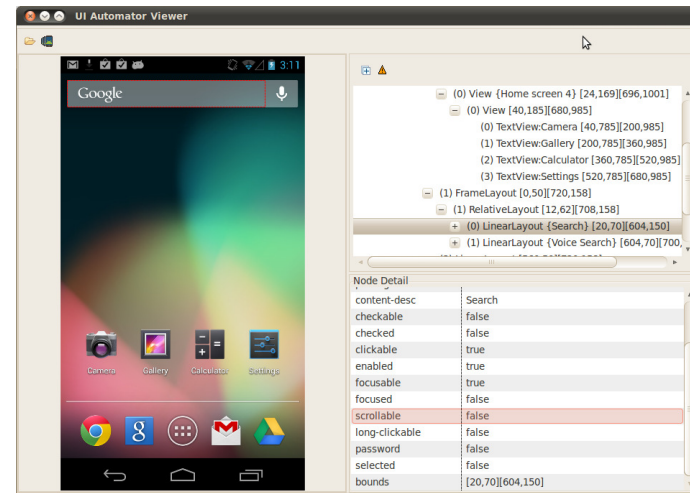 UI Automator Viewer
3:11
Google
Camera
Gallery
Calculator
Settings
8
(0) View {Home screen 4} [24,169][696,1001]
(0) View [40,185][680,985]
(0) TextView:Camera [40,785][200,985]
(1) TextView:Gallery [200,785][360,985]
(2) TextView:Calculator [360,785][520,985]
(3) TextView:Settings [520,785][680,985]
(1) FrameLayout [0,50][720,158]
(1) RelativeLayout [12,62][708,158]
(0) LinearLayout {Search} [20,70][604,150]
(1) LinearLayout {Voice Search} [604,70][700,
Node Detail
content-desc Search
checkable false
checked false
clickable true
enabled true
focusable true
focused false
scrollable false
long-clickable false
password false
selected false
bounds [20,70][604,150]